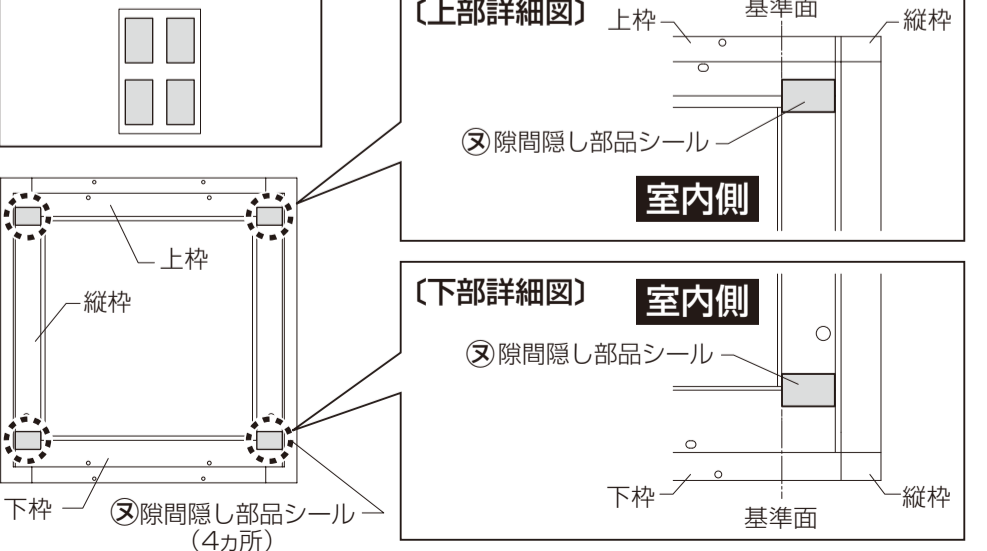 〔上部詳細図〕
上枠
基準面
縦枠
ヌ隙間隠し部品シール
室内側
上枠
縦枠
下枠
ヌ隙間隠し部品シール
（4ヵ所）
〔下部詳細図〕
室内側
ヌ隙間隠し部品シール
下枠
基準面
縦枠